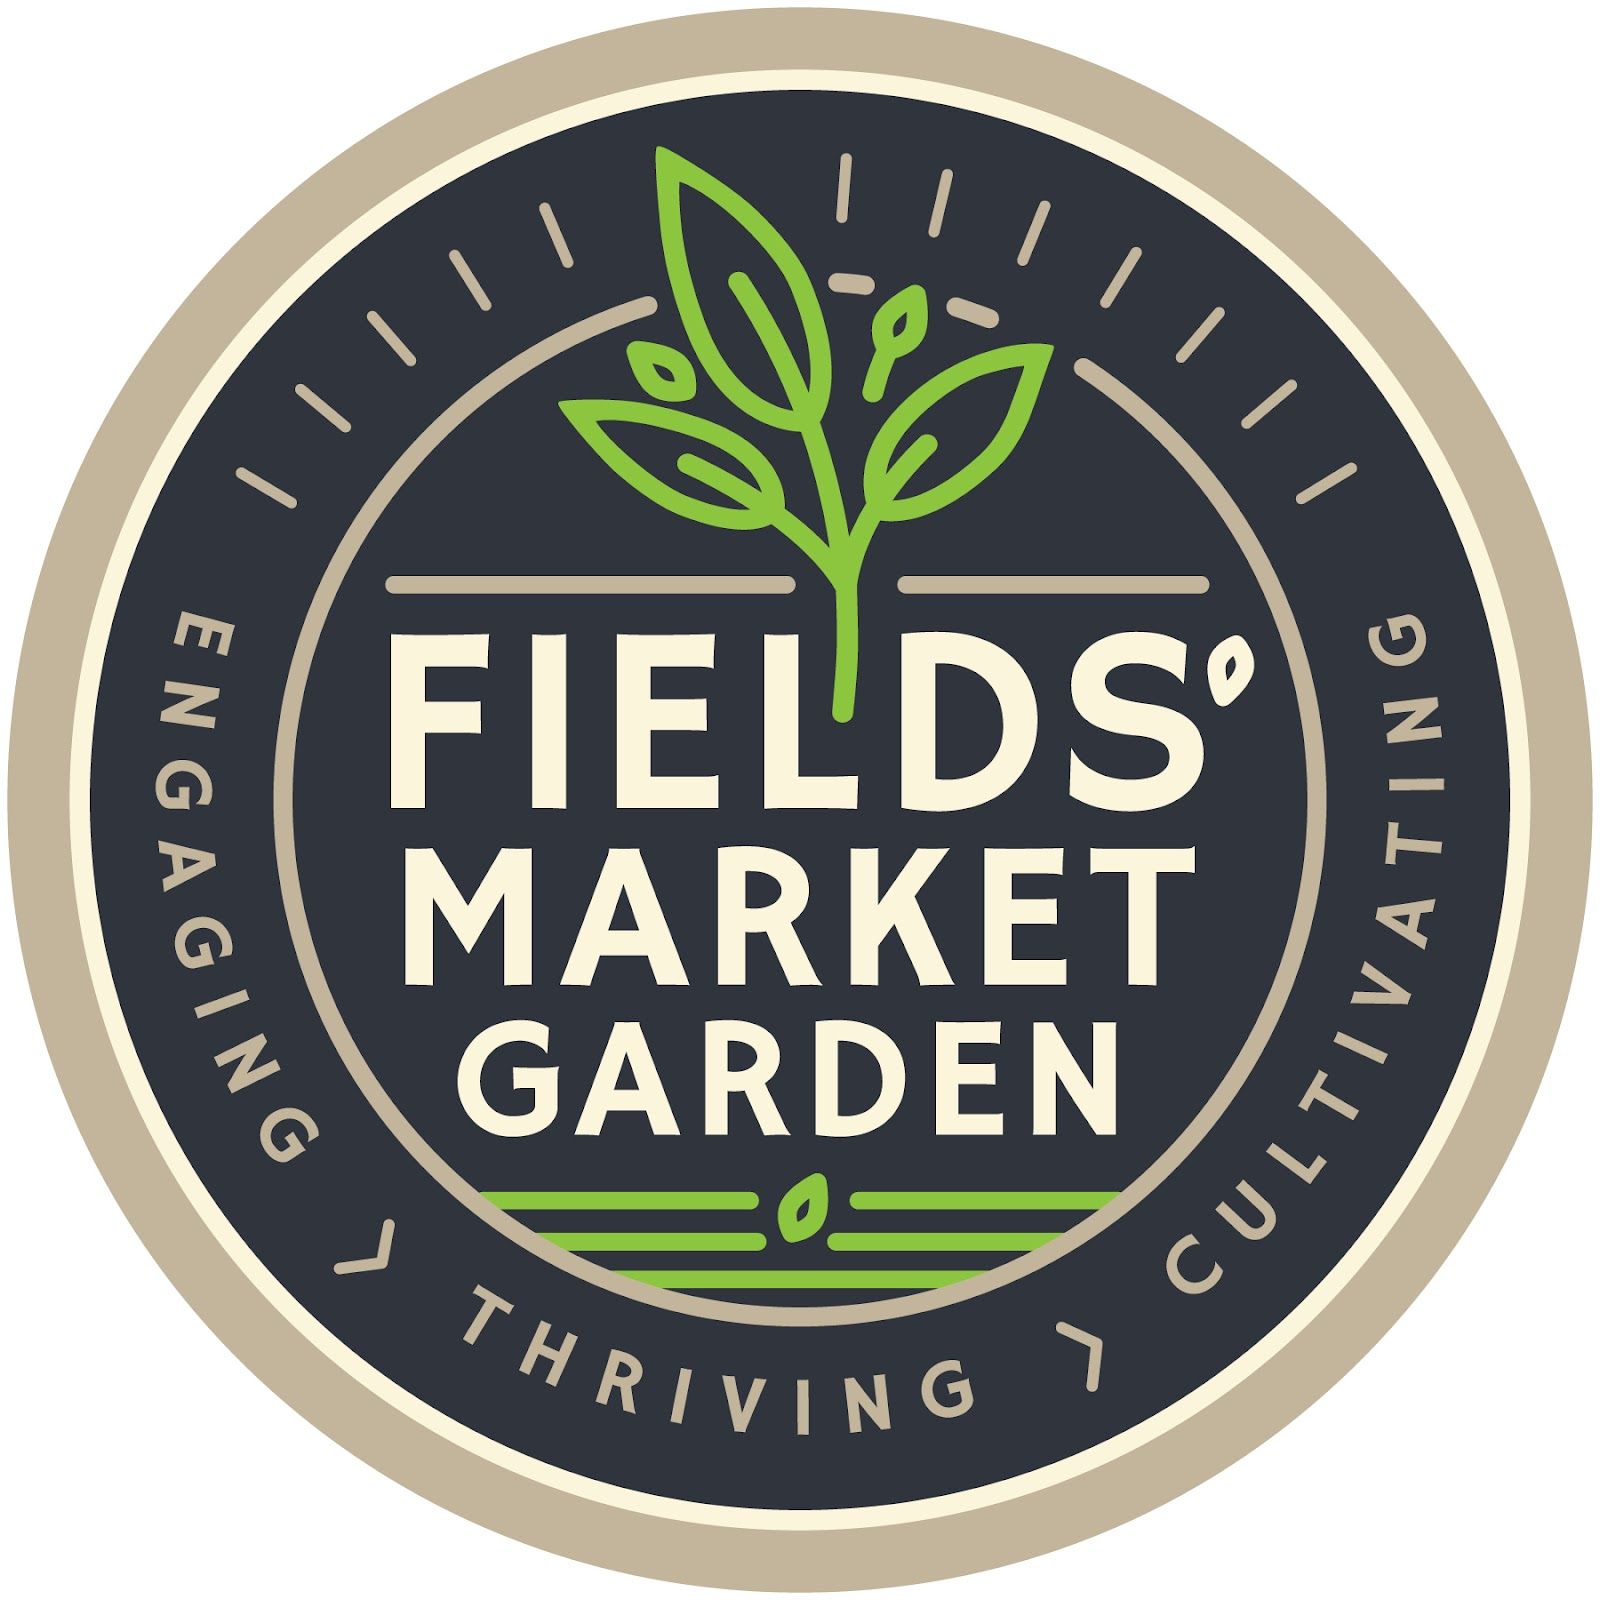 FIELDS'
MARKET
GARDEN
ENGAGING > THRIVING > CULTIVATING